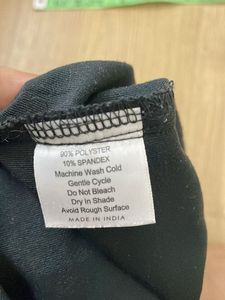 90% POLYSTER
10% SPANDEX
Machine Wash Cold
Gentle Cycle
Do Not Bleach
Dry in Shade
Avoid Rough Surface
MADE IN INDIA